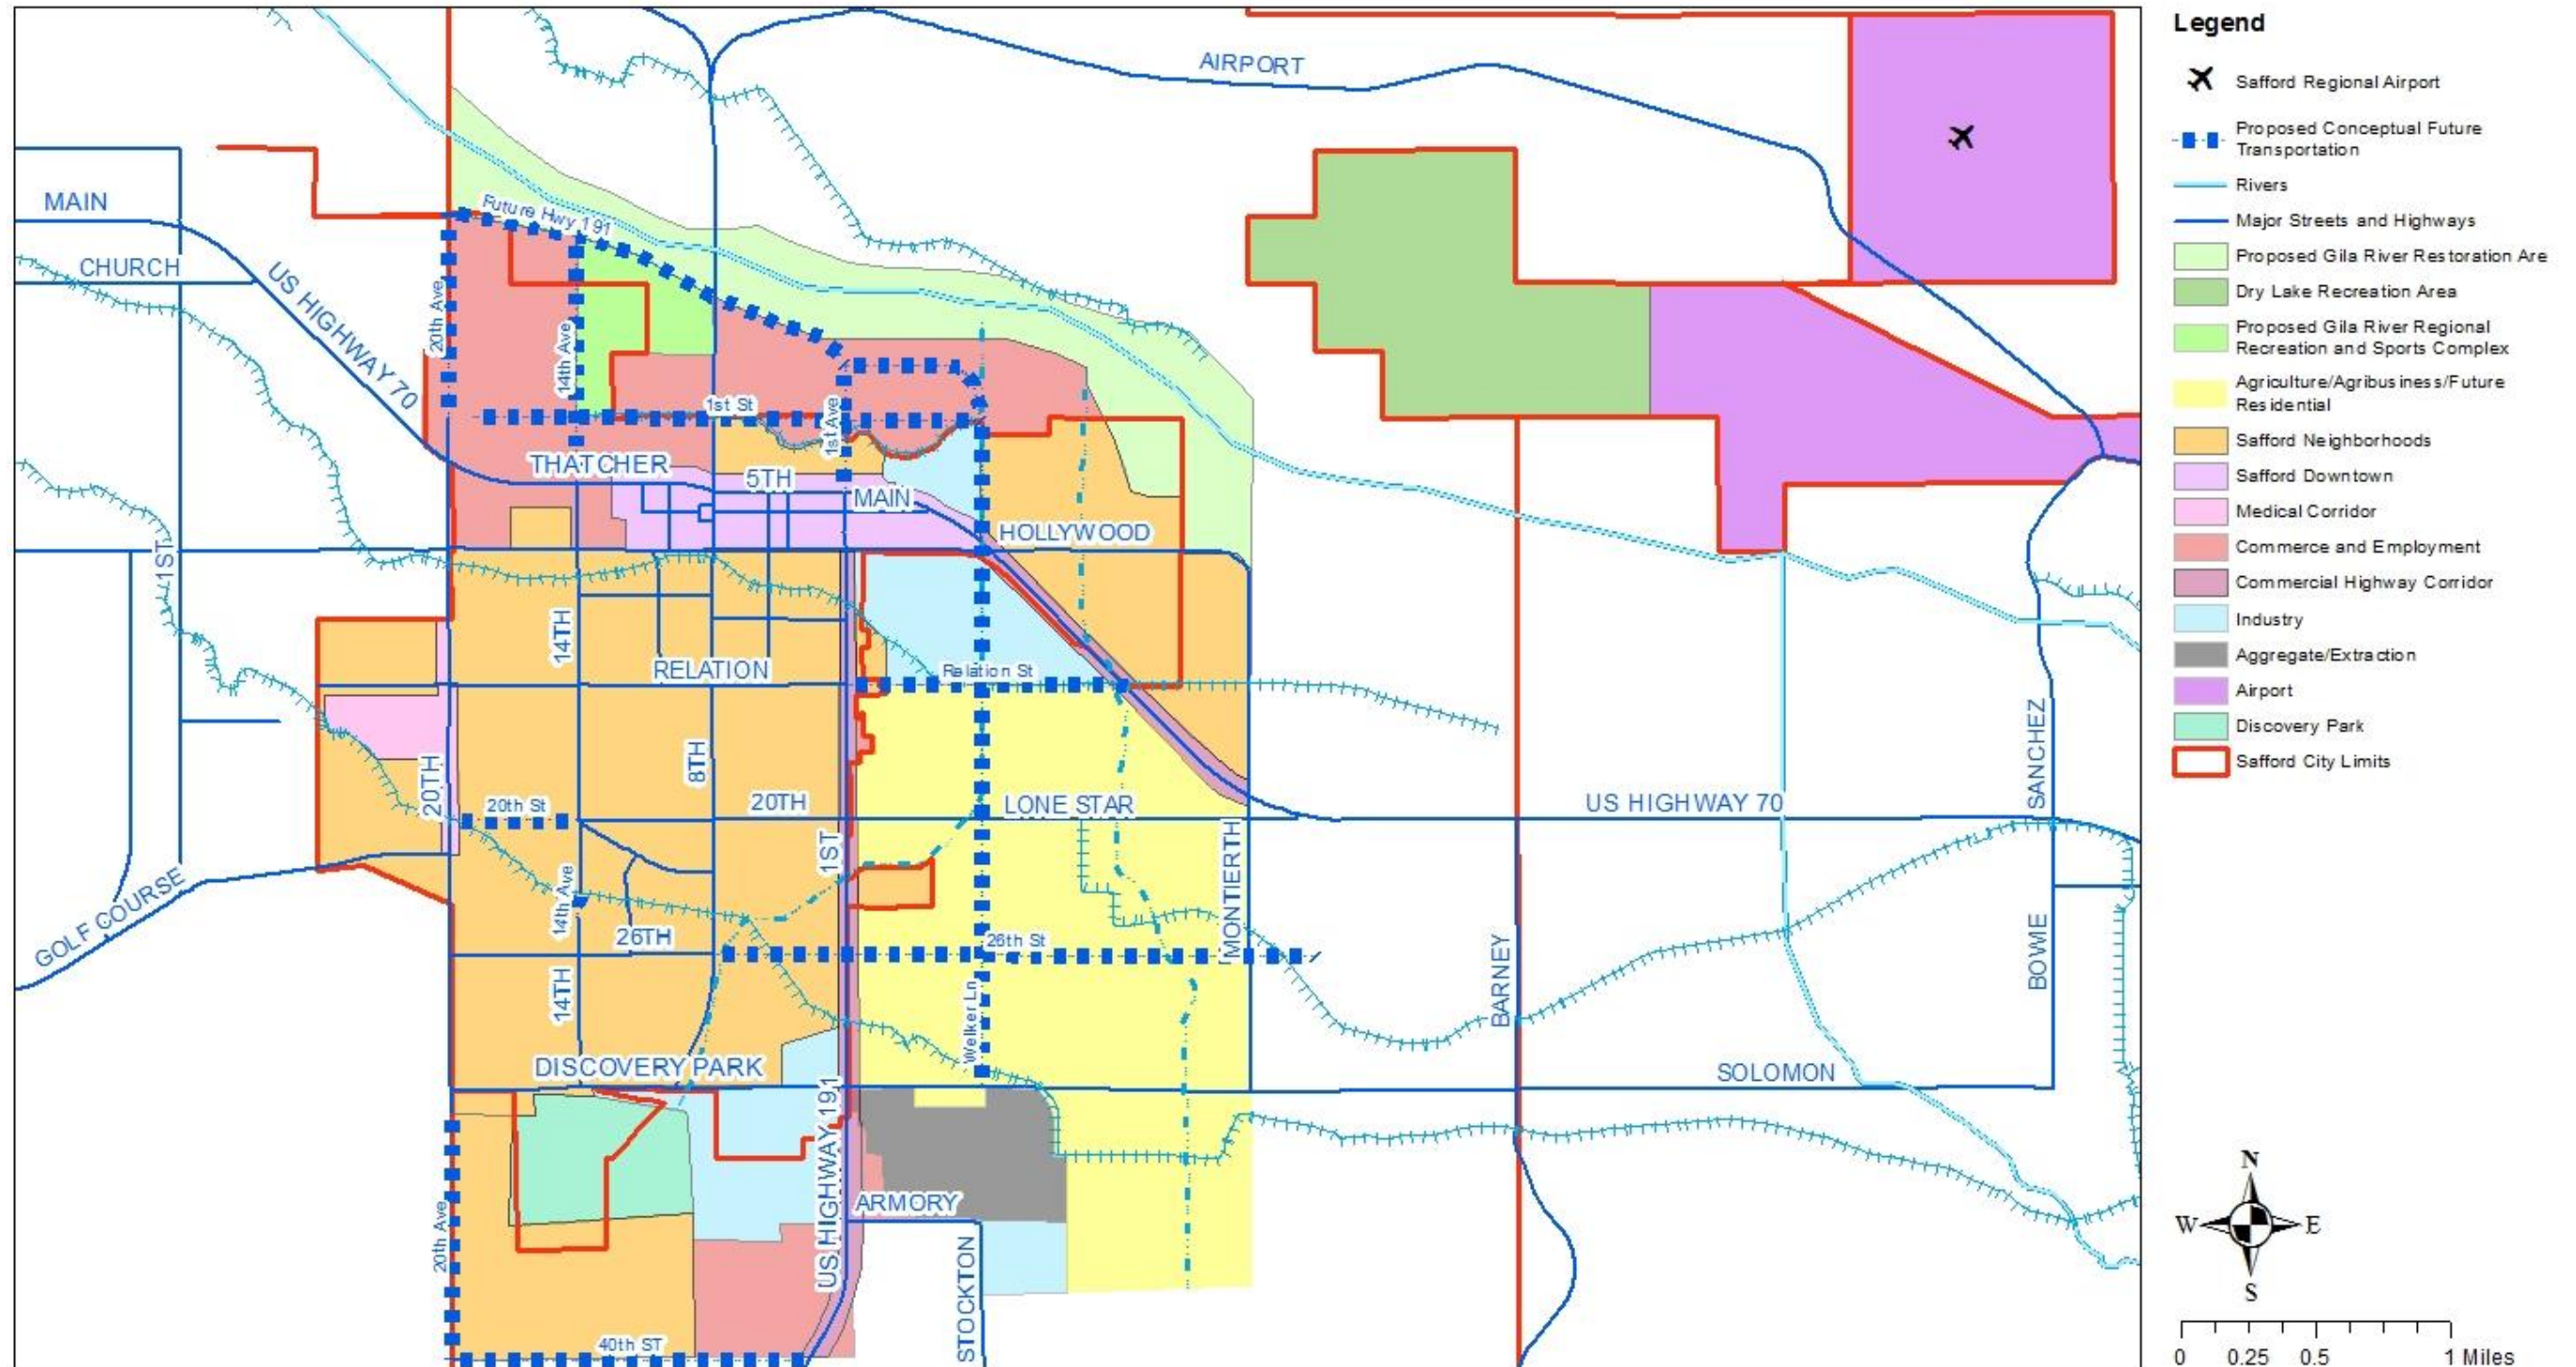 AIRPORT
MAIN
CHURCH
US HIGHWAY 70
Future Hwy 191
20th Ave
14th Ave
1st St
1st Ave
THATCHER
5TH
MAIN
HOLLYWOOD
1ST
14TH
RELATION
Relation St
20TH
8TH
20th St
20TH
LONE STAR
US HIGHWAY 70
SANCHEZ
1ST
MONTIERTH
GOLF COURSE
14th Ave
26TH
26th St
BARNEY
BOWIE
14TH
Welker Ln
DISCOVERY PARK
SOLOMON
US HIGHWAY 191
ARMORY
20th Ave
STOCKTON
40th ST
Legend
Safford Regional Airport
Proposed Conceptual Future
Transportation
Rivers
Major Streets and Highways
Proposed Gila River Restoration Are
Dry Lake Recreation Area
Proposed Gila River Regional
Recreation and Sports Complex
Agriculture/Agribusiness/Future
Residential
Safford Neighborhoods
Safford Downtown
Medical Corridor
Commerce and Employment
Commercial Highway Corridor
Industry
Aggregate/Extraction
Airport
Discovery Park
Safford City Limits
N
W E
S
0 0.25 0.5 1 Miles